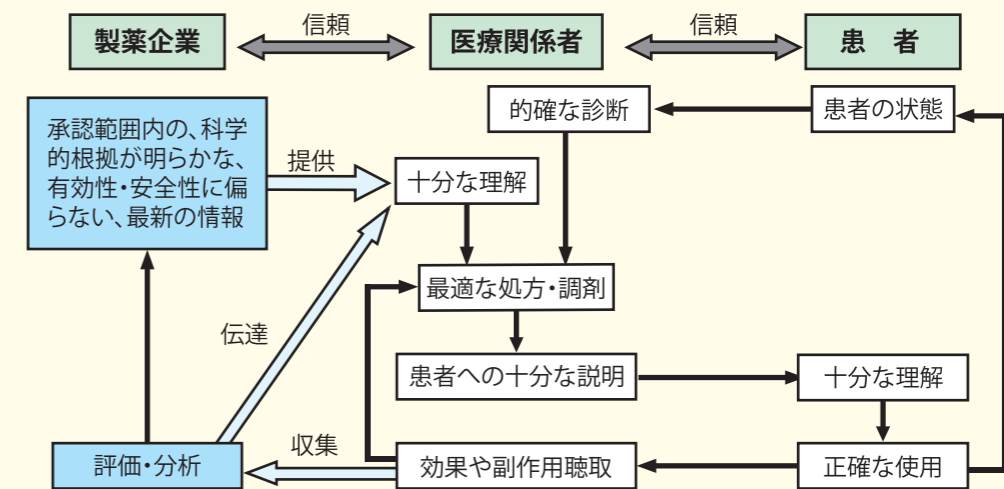 信頼
信頼
製薬企業
医療関係者
患　者
的確な診断
患者の状態
承認範囲内の、科学
的根拠が明らかな、
有効性・安全性に偏
らない、最新の情報
提供
十分な理解
最適な処方・調剤
伝達
患者への十分な説明
十分な理解
収集
評価・分析
効果や副作用聴取
正確な使用